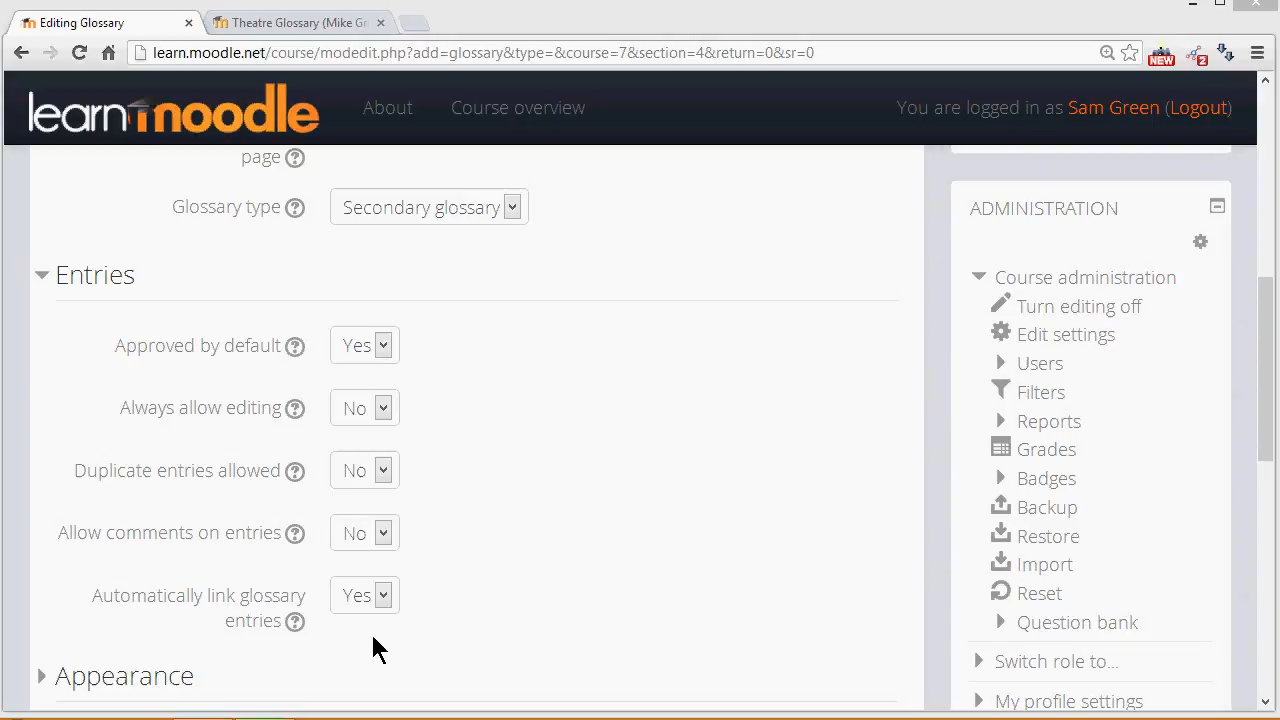 Editing Glossary
Theatre Glossary (Mike Gr
learn.moodle.net/course/modedit.php?add=glossary&type=&course=7&section=4&return=0&sr=0
NEW
2
learn moodle
About
Course overview
You are logged in as Sam Green (Logout)
page
Glossary type
Secondary glossary
Entries
Approved by default
Yes
Always allow editing
No
Duplicate entries allowed
No
Allow comments on entries
No
Automatically link glossary
entries
Yes
Appearance
ADMINISTRATION
Course administration
Turn editing off
Edit settings
Users
Filters
Reports
Grades
Badges
Backup
Restore
Import
Reset
Question bank
Switch role to...
My profile settings